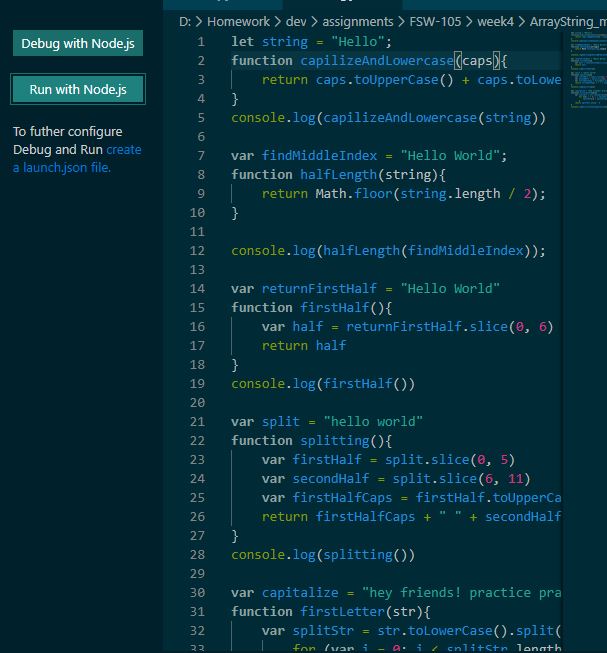 D: > Homework > dev > assignments > FSW-105 > week4 > ArrayString_m
Debug with Node.js
Run with Node.js
To futher configure
Debug and Run create
a launch.json file.
1 let string = "Hello";
2 function capilizeAndLowercase(caps){
3 return caps.toUpperCase() + caps.toLowe
4 }
5 console.log(capilizeAndLowercase(string))
6
7 var findMiddleIndex = "Hello World";
8 function halfLength(string){
9 return Math.floor(string.length / 2);
10 }
11
12 console.log(halfLength(findMiddleIndex));
13
14 var returnFirstHalf = "Hello World"
15 function firstHalf(){
16 var half = returnFirstHalf.slice(0, 6)
17 return half
18 }
19 console.log(firstHalf())
20
21 var split = "hello world"
22 function splitting(){
23 var firstHalf = split.slice(0, 5)
24 var secondHalf = split.slice(6, 11)
25 var firstHalfCaps = firstHalf.toUpperCa
26 return firstHalfCaps + " " + secondHalf
27 }
28 console.log(splitting())
29
30 var capitalize = "hey friends! practice pra
31 function firstLetter(str){
32 var splitStr = str.toLowerCase().split(
33 for (var i = 0; i < splitStr.length